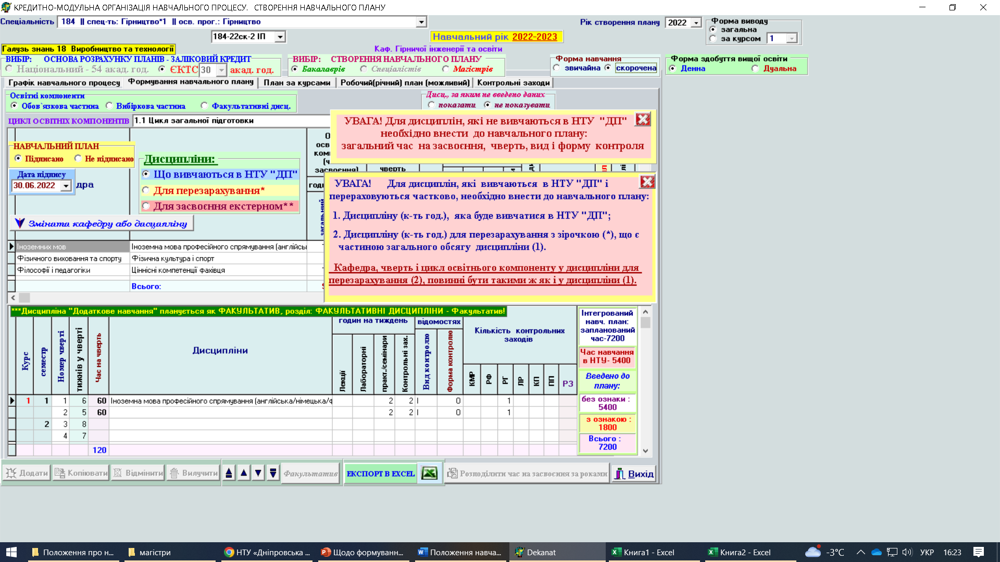 КРЕДИТНО-МОДУЛЬНА ОРГАНІЗАЦІЯ НАВЧАЛЬНОГО ПРОЦЕСУ.   СТВОРЕННЯ НАВЧАЛЬНОГО ПЛАНУ
Спеціальність 184 || спец-ть: Гірництво*1 || осв. прог.: Гірництво
Рік створення плану 2022
Форма виводу
загальна
за курсом 1
184-22ск-2 ІП
Навчальний рік 2022-2023
Галузь знань 18 Виробництво та технології
Каф. Гірничої інженерії та освіти
ВИБІР: ОСНОВА РОЗРАХУНКУ ПЛАНІВ - ЗАЛІКОВИЙ КРЕДИТ
Національний - 54 акад. год. ЄКТС 30 акад. год.
ВИБІР: СТВОРЕННЯ НАВЧАЛЬНОГО ПЛАНУ
Бакалаврів Спеціалістів Магістрів
Форма навчання
звичайна скорочена
Форма здобуття вищої освіти
Денна Дуальна
Графік навчального процесу Формування навчального плану План за курсами Робочий(річний) план (можливий) Контрольні заходи
Освітні компоненти
Обов`язкова частина Вибіркова частина Факультативні дисц.
Дисц., за яким не введено даних
показати не показувати
ЦИКЛ ОСВІТНІХ КОМПОНЕНТІВ 1.1 Цикл загальної підготовки
УВАГА! Для дисциплін, які не вивчаються в НТУ "ДП"
необхідно внести до навчального плану:
загальний час на засвоєння, чверть, вид і форму контроля
НАВЧАЛЬНИЙ ПЛАН
Підписано Не підписано
Дата підпису
30.06.2022
дра
Дисципліни:
Що вивчаються в НТУ "ДП"
Для перезарахування*
Для засвоєння екстерном**
засвоєння)
чверть
Змінити кафедру або дисципліну
УВАГА! Для дисциплін, які вивчаються в НТУ "ДП" і
перераховуються частково, необхідно внести до навчального плану:
1. Дисципліну (к-ть год.), яка буде вивчатися в НТУ "ДП";
2. Дисципліну (к-ть год.) для перезарахування з зірочкою (*), що є
частиною загального обсягу дисципліни (1).
Кафедра, чверть і цикл освітнього компоненту у дисципліни для
перезарахування (2), повинні бути такими ж як і у дисципліни (1).
Іноземних мов Іноземна мова професійного спрямування (англійсы
Фізичного виховання та спорту Фізична культура і спорт
Філософії і педагогіки Ціннісні компетенції фахівця
Всього:
***Дисципліна "Додаткове навчання" планується як ФАКУЛЬТАТИВ, розділ: ФАКУЛЬТАТИВНІ ДИСЦИПЛІНИ - Факультатив!
Курс семестр Номер чверті тижнів у чверті Час на чверть Дисципліни
годин на тиждень
Лекції Лабораторні практ./семінари Контрольні зах.
відомостях
Вид контролю Форма контролю
Кількість контрольних
заходів
КМР РФ РГ ЛР КП ПП РЗ
1 1 1 6 60 Іноземна мова професійного спрямування (англійська/німецька/ф 2 2 І 0 1
2 5 60 2 2 І 0 1
2 3 8
4 7
120
Інтегрований
навч. план:
запланований
час-7200
Час навчання
в НТУ- 5400
Введено до
плану:
без ознаки :
5400
з ознакою :
1800
Всього :
7200
Додати Копіювати Відмінити Вилучити Факультатив ЕКСПОРТ В EXCEL Розподілити час на засвоєння за роками Вихід
Положення про н... магістри НТУ «Дніпровська ... Щодо формуванн... Положення навча... Dekanat Книга1 - Excel Книга2 - Excel -3°C УКР 16:23